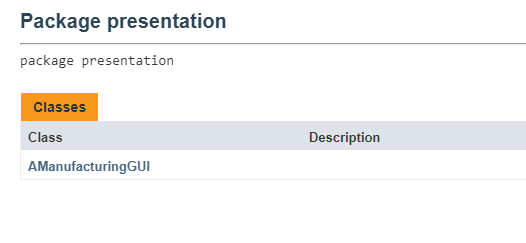 Package presentation
package presentation
Classes
Class Description
AManufacturingGUI